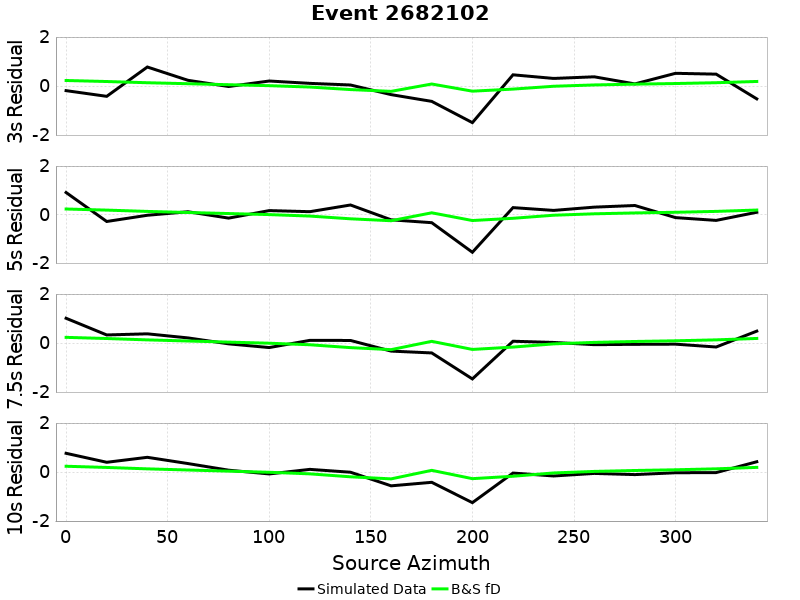 Event 2682102
3s Residual
2
0
-2
5s Residual
2
0
-2
7.5s Residual
2
0
-2
10s Residual
2
0
-2
0 50 100 150 200 250 300
Source Azimuth
Simulated Data B&S fD